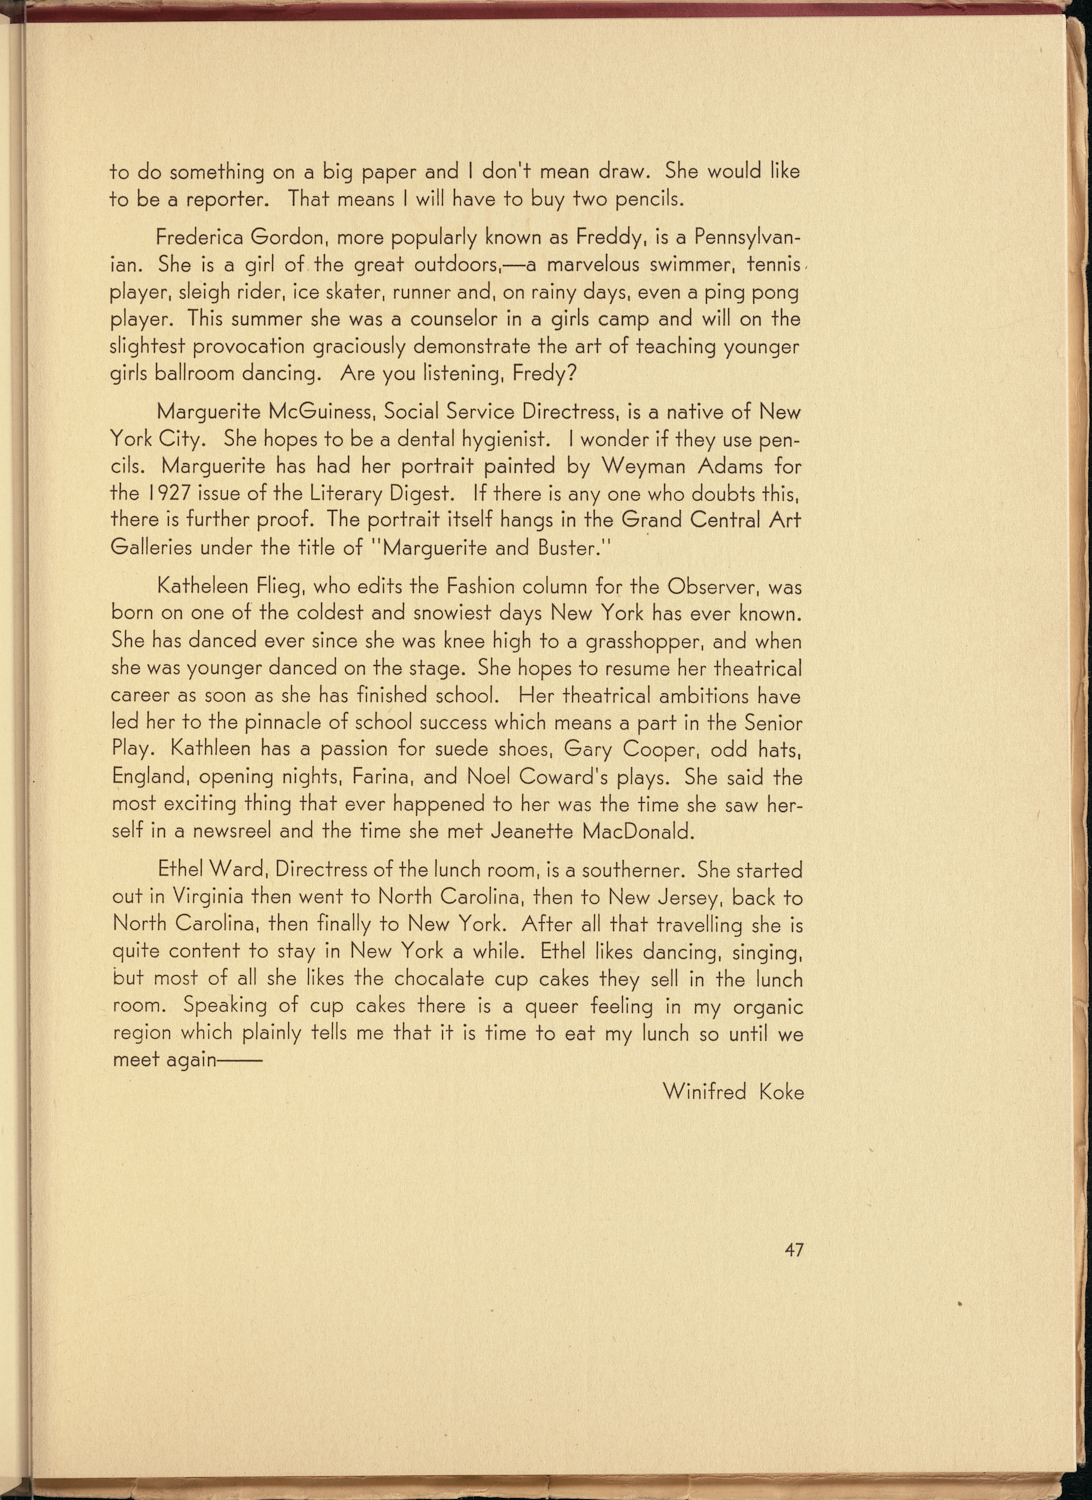 to do something on a big paper and I don't mean draw. She would like
to be a reporter. That means I will have to buy two pencils.
Frederica Gordon, more popularly known as Freddy, is a Pennsylvan-
ian. She is a girl of the great outdoors,—a marvelous swimmer, tennis
player, sleigh rider, ice skater, runner and, on rainy days, even a ping pong
player. This summer she was a counselor in a girls camp and will on the
slightest provocation graciously demonstrate the art of teaching younger
girls ballroom dancing. Are you listening, Fredy?
Marguerite McGuiness, Social Service Directress, is a native of New
York City. She hopes to be a dental hygienist. I wonder if they use pen-
cils. Marguerite has had her portrait painted by Weyman Adams for
the 1927 issue of the Literary Digest. If there is any one who doubts this,
there is further proof. The portrait itself hangs in the Grand Central Art
Galleries under the title of "Marguerite and Buster."
Katheleen Flieg, who edits the Fashion column for the Observer, was
born on one of the coldest and snowiest days New York has ever known.
She has danced ever since she was knee high to a grasshopper, and when
she was younger danced on the stage. She hopes to resume her theatrical
career as soon as she has finished school. Her theatrical ambitions have
led her to the pinnacle of school success which means a part in the Senior
Play. Kathleen has a passion for suede shoes, Gary Cooper, odd hats,
England, opening nights, Farina, and Noel Coward's plays. She said the
most exciting thing that ever happened to her was the time she saw her-
self in a newsreel and the time she met Jeanette MacDonald.
Ethel Ward, Directress of the lunch room, is a southerner. She started
out in Virginia then went to North Carolina, then to New Jersey, back to
North Carolina, then finally to New York. After all that travelling she is
quite content to stay in New York a while. Ethel likes dancing, singing,
but most of all she likes the chocalate cup cakes they sell in the lunch
room. Speaking of cup cakes there is a queer feeling in my organic
region which plainly tells me that it is time to eat my lunch so until we
meet again——
Winifred Koke
47